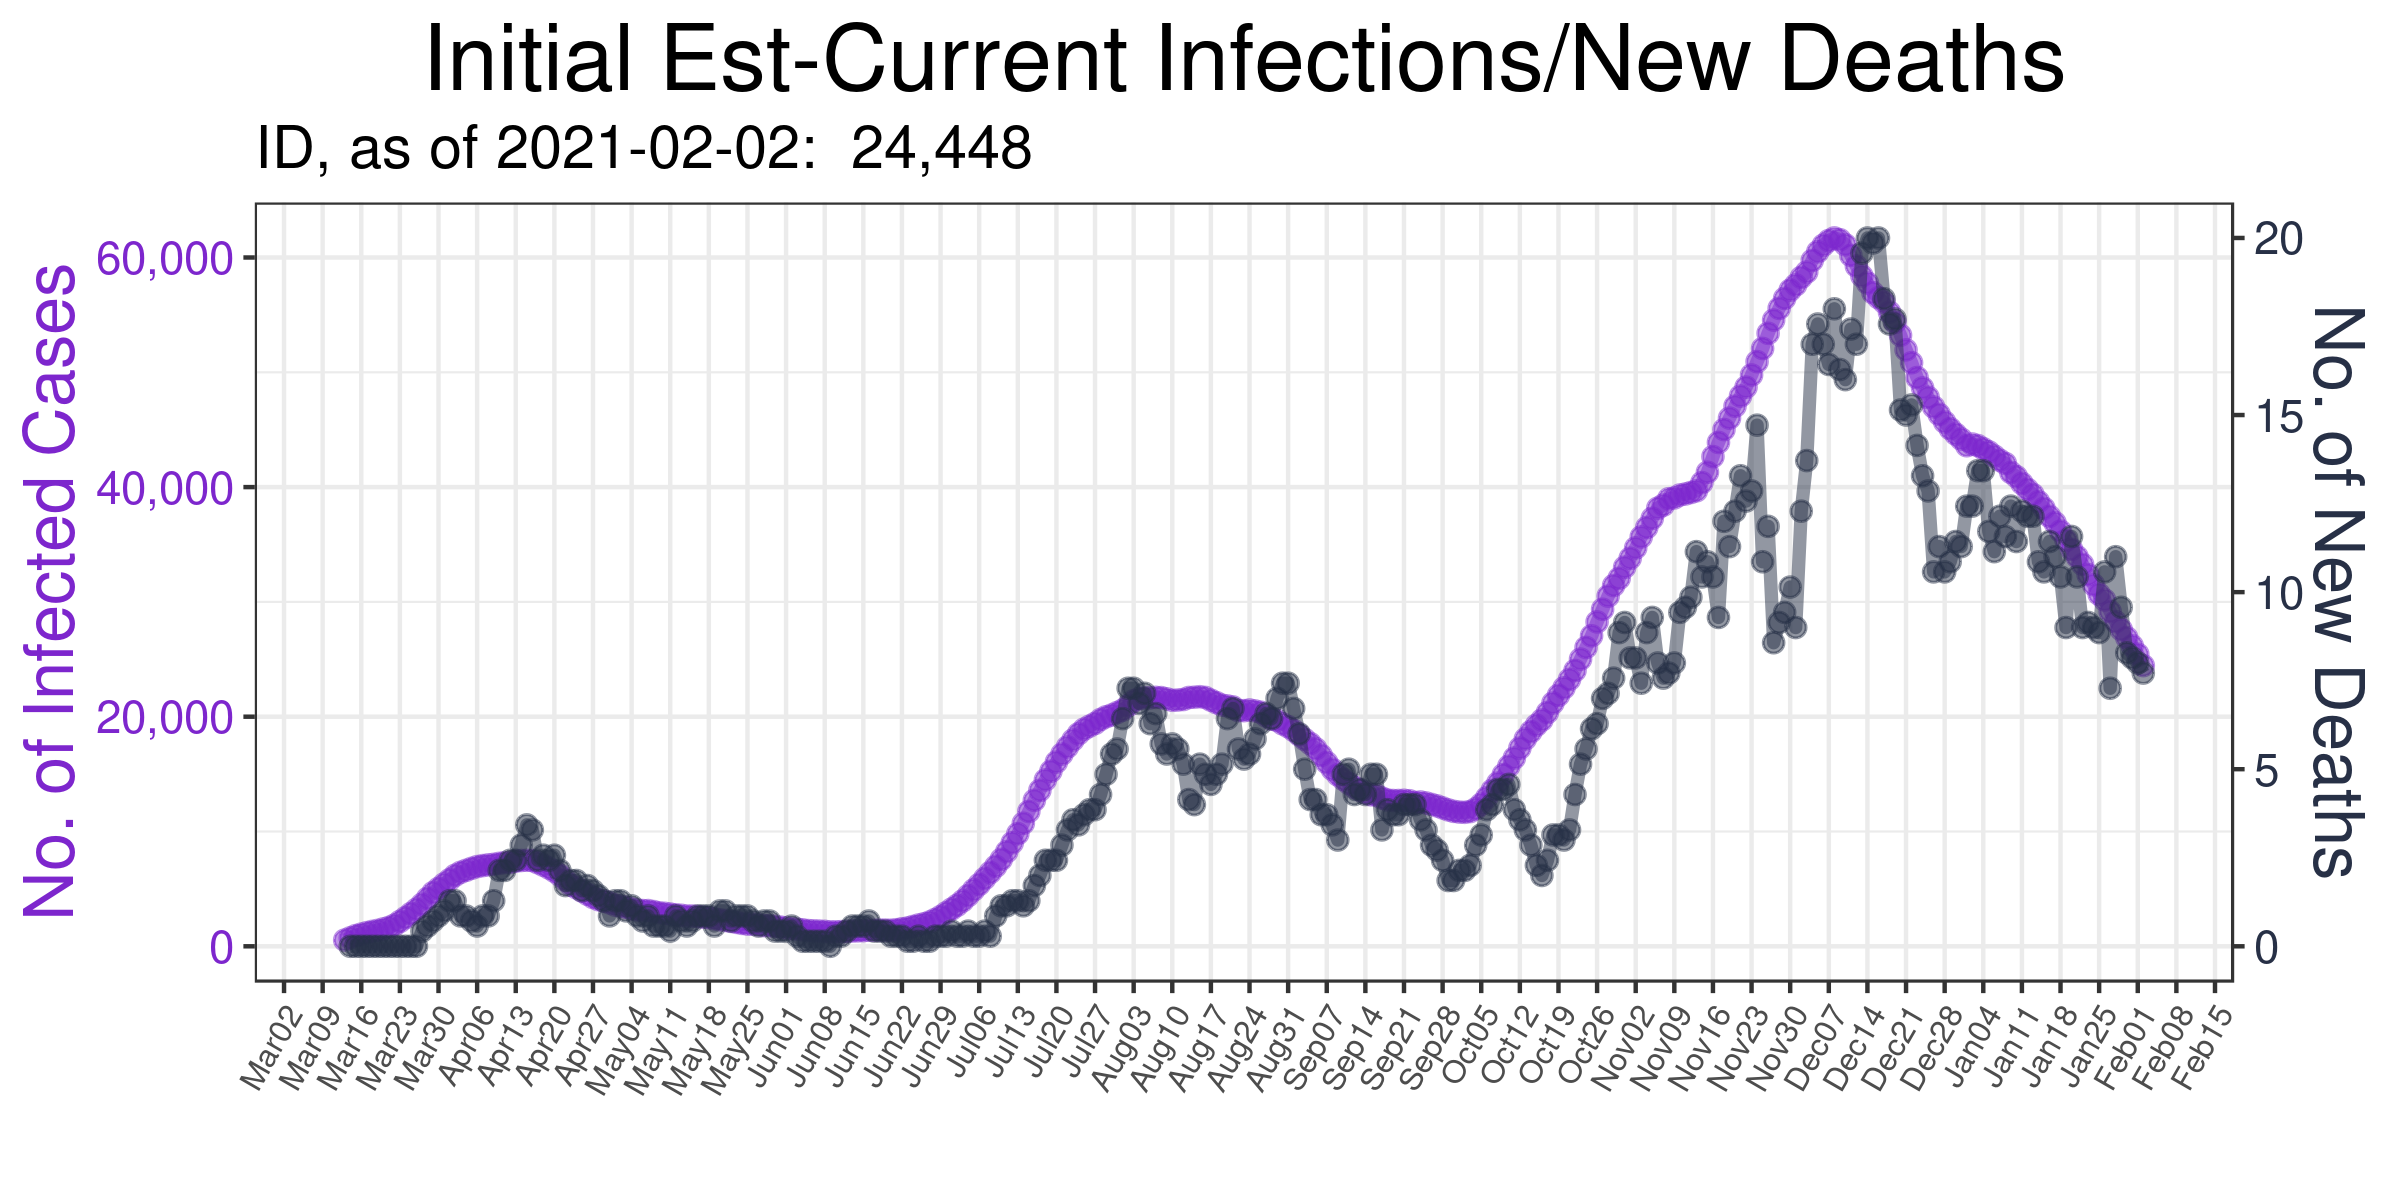 Initial Est-Current Infections/New Deaths
ID, as of 2021-02-02:  24,448
No. of Infected Cases
60,000
40,000
20,000
0
20
15
10
5
0
No. of New Deaths
Mar02
Mar09
Mar16
Mar23
Mar30
Apr06
Apr13
Apr20
Apr27
May04
May11
May18
May25
Jun01
Jun08
Jun15
Jun22
Jun29
Jul06
Jul13
Jul20
Jul27
Aug03
Aug10
Aug17
Aug24
Aug31
Sep07
Sep14
Sep21
Sep28
Oct05
Oct12
Oct19
Oct26
Nov02
Nov09
Nov16
Nov23
Nov30
Dec07
Dec14
Dec21
Dec28
Jan04
Jan11
Jan18
Jan25
Feb01
Feb08
Feb15